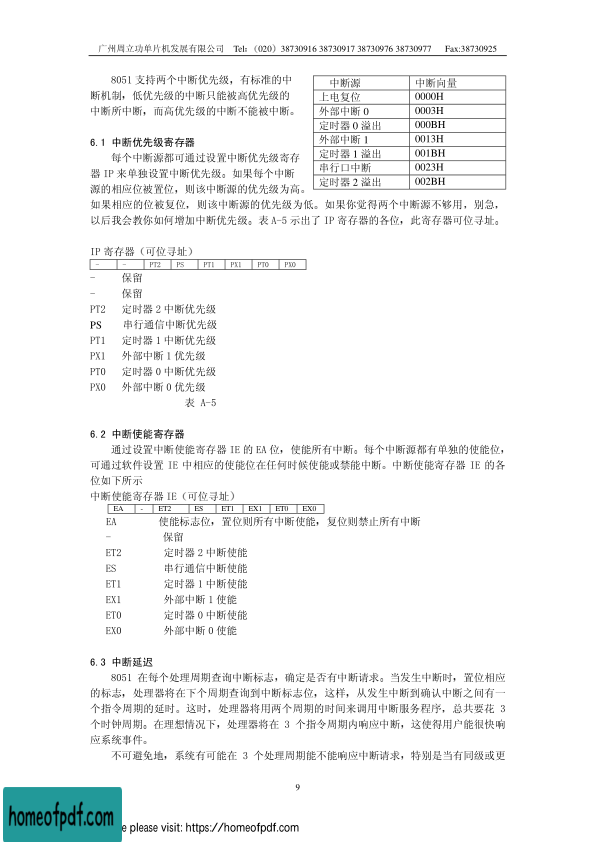 广州周立功单片机发展有限公司 Tel：（020）38730916 38730917 38730976 38730977 Fax:38730925
8051 支持两个中断优先级，有标准的中
断机制，低优先级的中断只能被高优先级的
中断所中断，而高优先级的中断不能被中断。
中断源 中断向量
上电复位 0000H
外部中断 0 0003H
定时器 0 溢出 000BH
外部中断 1 0013H
定时器 1 溢出 001BH
串行口中断 0023H
定时器 2 溢出 002BH
6.1 中断优先级寄存器
每个中断源都可通过设置中断优先级寄存
器 IP 来单独设置中断优先级。如果每个中断
源的相应位被置位，则该中断源的优先级为高。
如果相应的位被复位，则该中断源的优先级为低。如果你觉得两个中断源不够用，别急，
以后我会教你如何增加中断优先级。表 A-5 示出了 IP 寄存器的各位，此寄存器可位寻址。
IP 寄存器（可位寻址）
- - PT2 PS PT1 PX1 PT0 PX0
- 保留
- 保留
PT2 定时器 2 中断优先级
PS 串行通信中断优先级
PT1 定时器 1 中断优先级
PX1 外部中断 1 优先级
PT0 定时器 0 中断优先级
PX0 外部中断 0 优先级
表 A-5
6.2 中断使能寄存器
通过设置中断使能寄存器 IE 的 EA 位，使能所有中断。每个中断源都有单独的使能位，
可通过软件设置 IE 中相应的使能位在任何时候使能或禁能中断。中断使能寄存器 IE 的各
位如下所示
中断使能寄存器 IE（可位寻址）
EA - ET2 ES ET1 EX1 ET0 EX0
EA 使能标志位，置位则所有中断使能，复位则禁止所有中断
- 保留
ET2 定时器 2 中断使能
ES 串行通信中断使能
ET1 定时器 1 中断使能
EX1 外部中断 1 使能
ET0 定时器 0 中断使能
EX0 外部中断 0 使能
6.3 中断延迟
8051 在每个处理周期查询中断标志，确定是否有中断请求。当发生中断时，置位相应
的标志，处理器将在下个周期查询到中断标志位，这样，从发生中断到确认中断之间有一
个指令周期的延时。这时，处理器将用两个周期的时间来调用中断服务程序，总共要花 3
个时钟周期。在理想情况下，处理器将在 3 个指令周期内响应中断，这使得用户能很快响
应系统事件。
不可避免地，系统有可能在 3 个处理周期能不能响应中断请求，特别是当有同级或更
9
homeofpdf.com
e please visit: https://homeofpdf.com